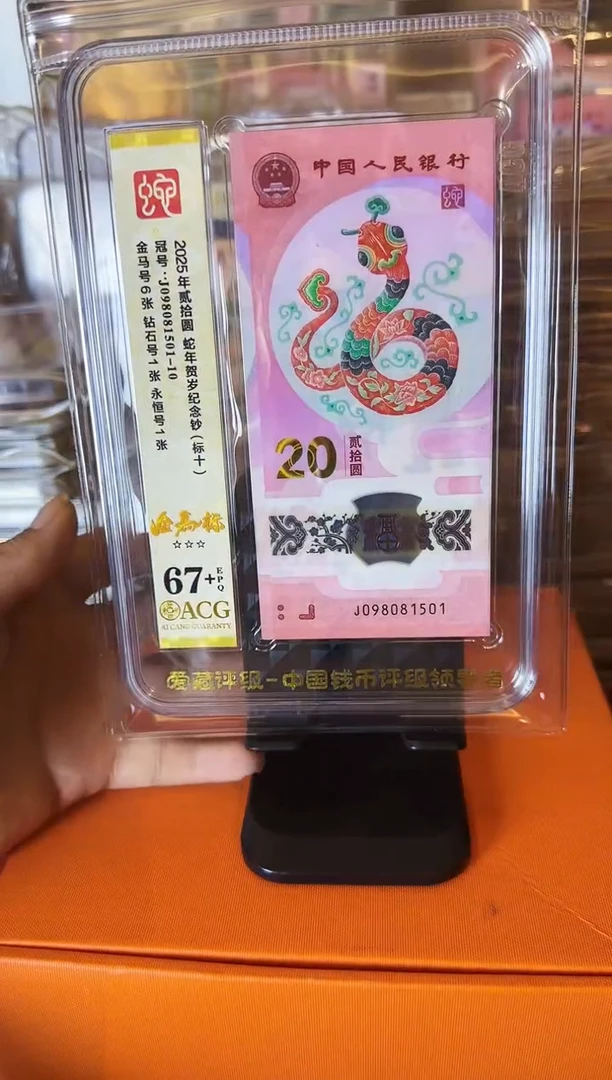 2025年贰拾圆 蛇年贺岁纪念钞(标十)
冠号:J098081501-10
金马号6张 钻石号1张 永恒号1张
金马标
☆☆☆
67+EPQ
ACG
AI CANG GUARANTY
中国人民银行
20
贰拾圆
J098081501
爱藏评级-中国钱币评级领导者